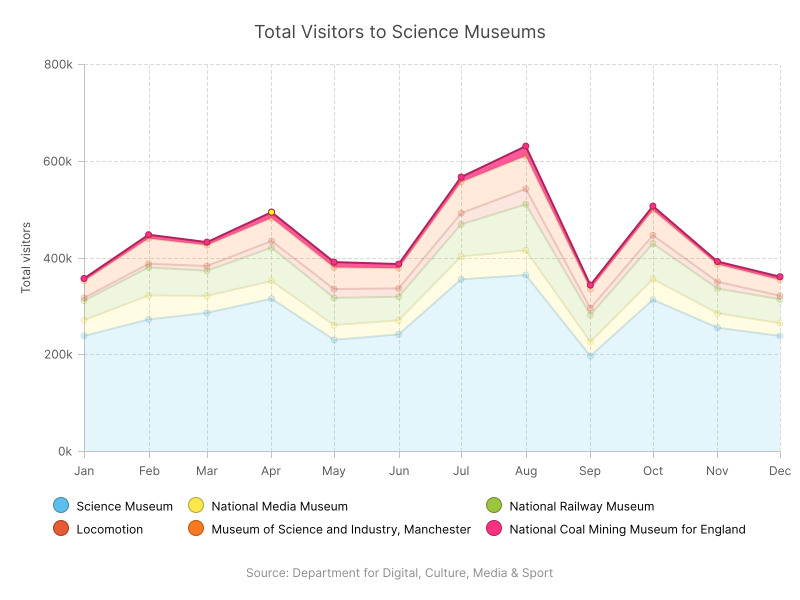 Total Visitors to Science Museums
800k
600k
400k
200k
0k
Total visitors
Jan Feb Mar Apr May Jun Jul Aug Sep Oct Nov Dec
Science Museum National Media Museum National Railway Museum
Locomotion Museum of Science and Industry, Manchester National Coal Mining Museum for England
Source: Department for Digital, Culture, Media & Sport